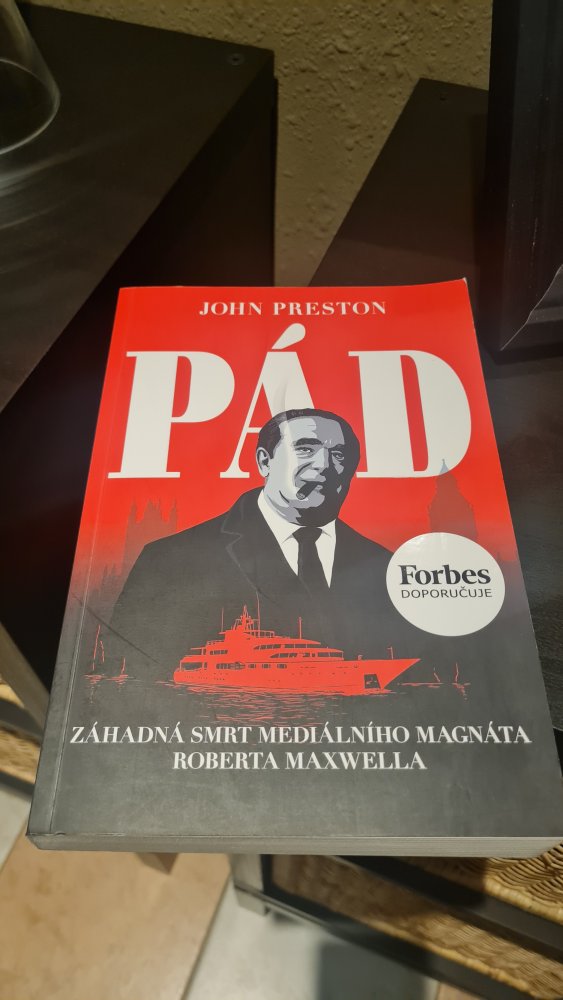 JOHN PRESTON
PÁD
Forbes
DOPORUČUJE
ZÁHADNÁ SMRT MEDIÁLNÍHO MAGNÁTA
ROBERTA MAXWELLA